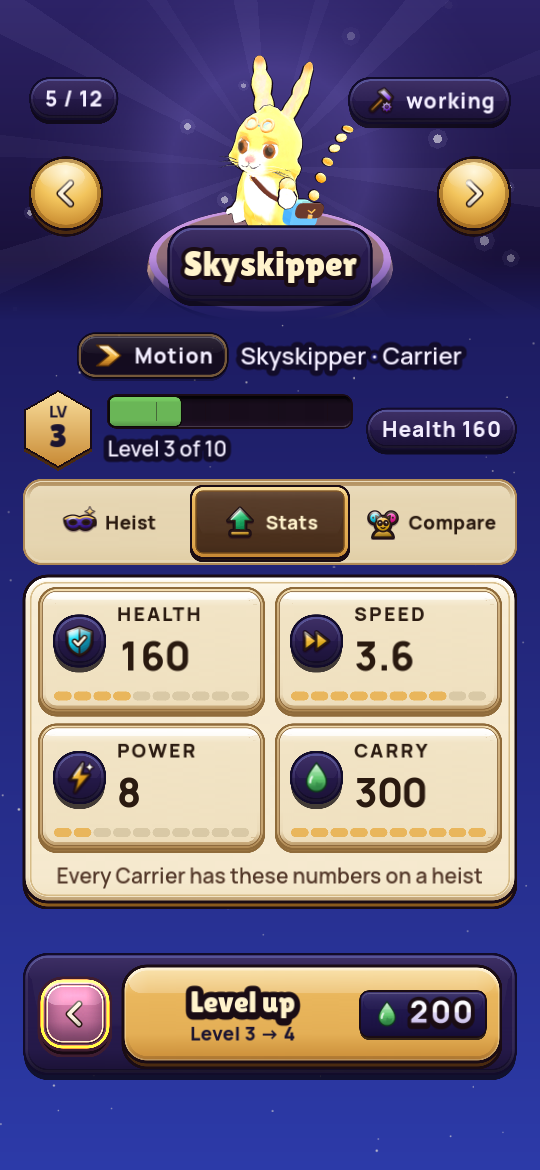 5 / 12
working
Skyskipper
Motion
Skyskipper · Carrier
LV
3
Level 3 of 10
Health 160
Heist
Stats
Compare
HEALTH
160
SPEED
3.6
POWER
8
CARRY
300
Every Carrier has these numbers on a heist
Level up
Level 3 → 4
200